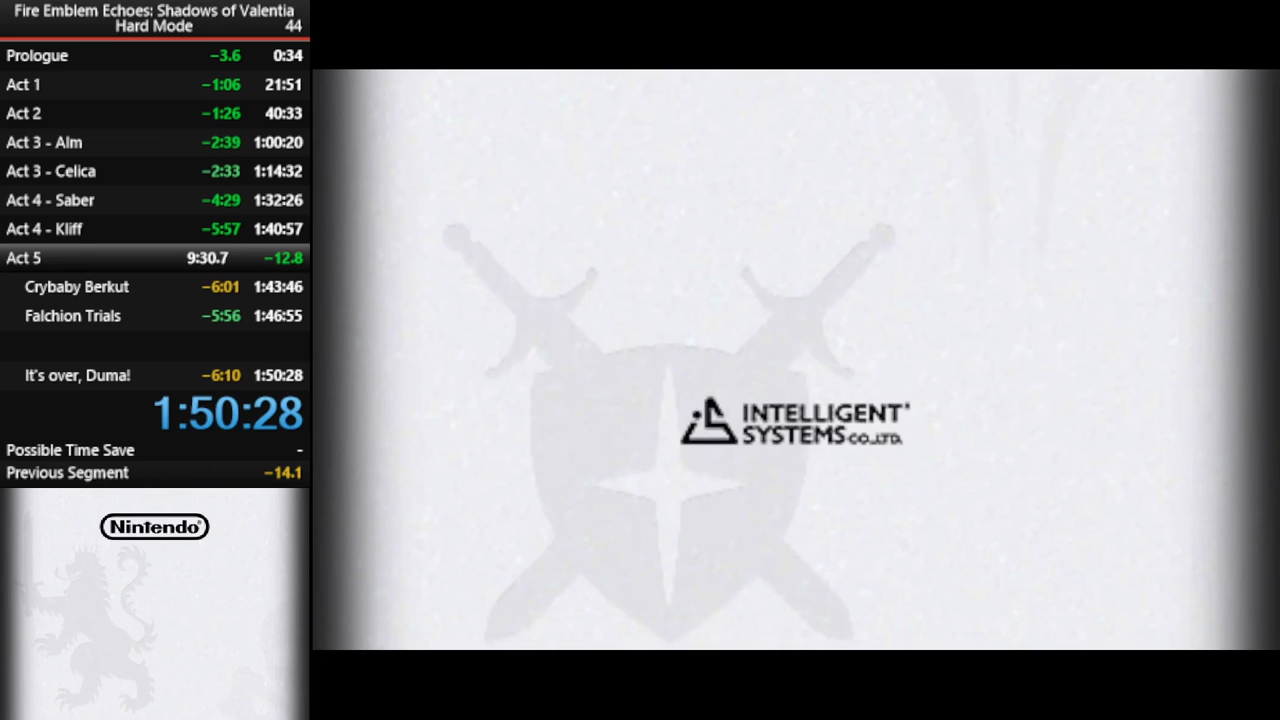 Fire Emblem Echoes: Shadows of Valentia
Hard Mode 44
Prologue −3.6 0:34
Act 1 −1:06 21:51
Act 2 −1:26 40:33
Act 3 - Alm −2:39 1:00:20
Act 3 - Celica −2:33 1:14:32
Act 4 - Saber −4:29 1:32:26
Act 4 - Kliff −5:57 1:40:57
Act 5 9:30.7 −12.8
Crybaby Berkut −6:01 1:43:46
Falchion Trials −5:56 1:46:55
It's over, Duma! −6:10 1:50:28
1:50:28
Possible Time Save -
Previous Segment −14.1
Nintendo®
INTELLIGENT
SYSTEMS CO.,LTD.